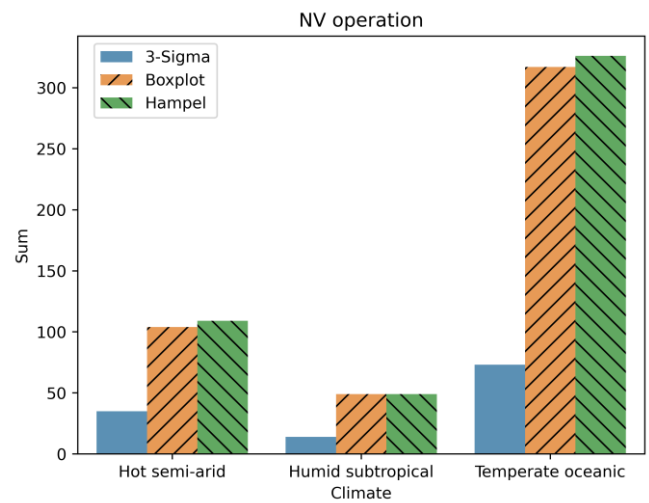 NV operation
3-Sigma
Boxplot
Hampel
Sum
300
250
200
150
100
50
0
Hot semi-arid Humid subtropical Temperate oceanic
Climate